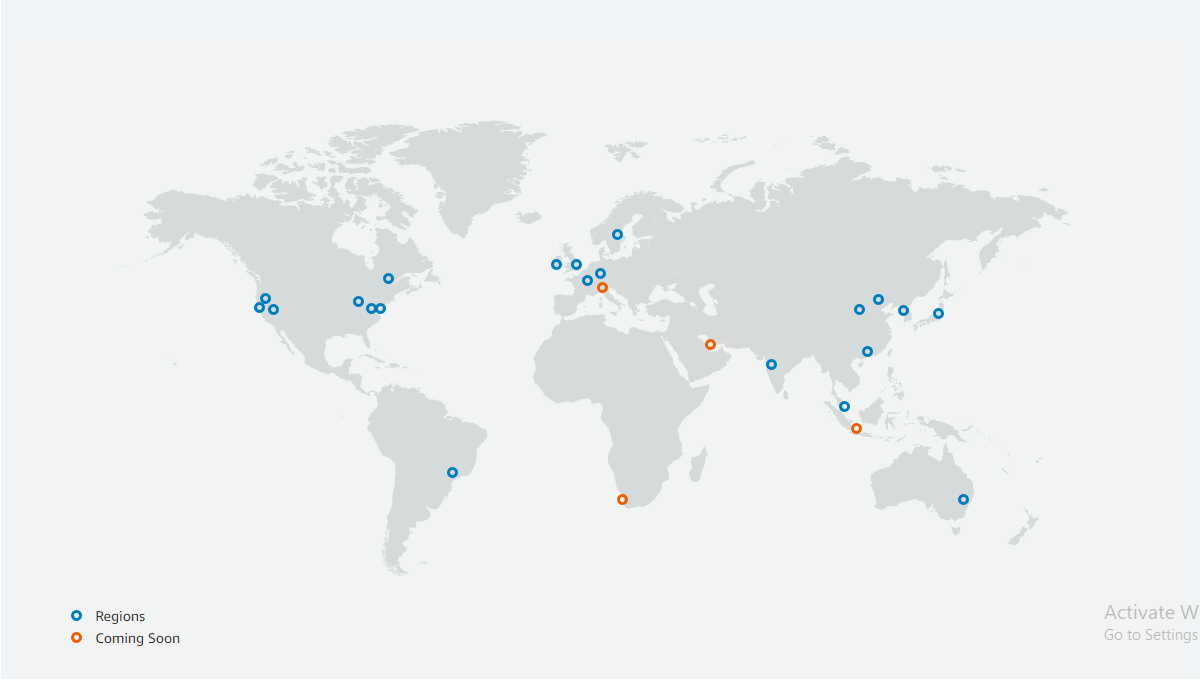 Regions
Coming Soon
Activate W
Go to Settings